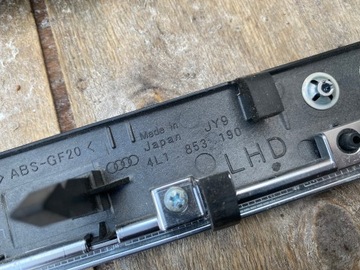 >ABS-GF20<
Made in
Japan
JY9
4L1 853 190
LHD